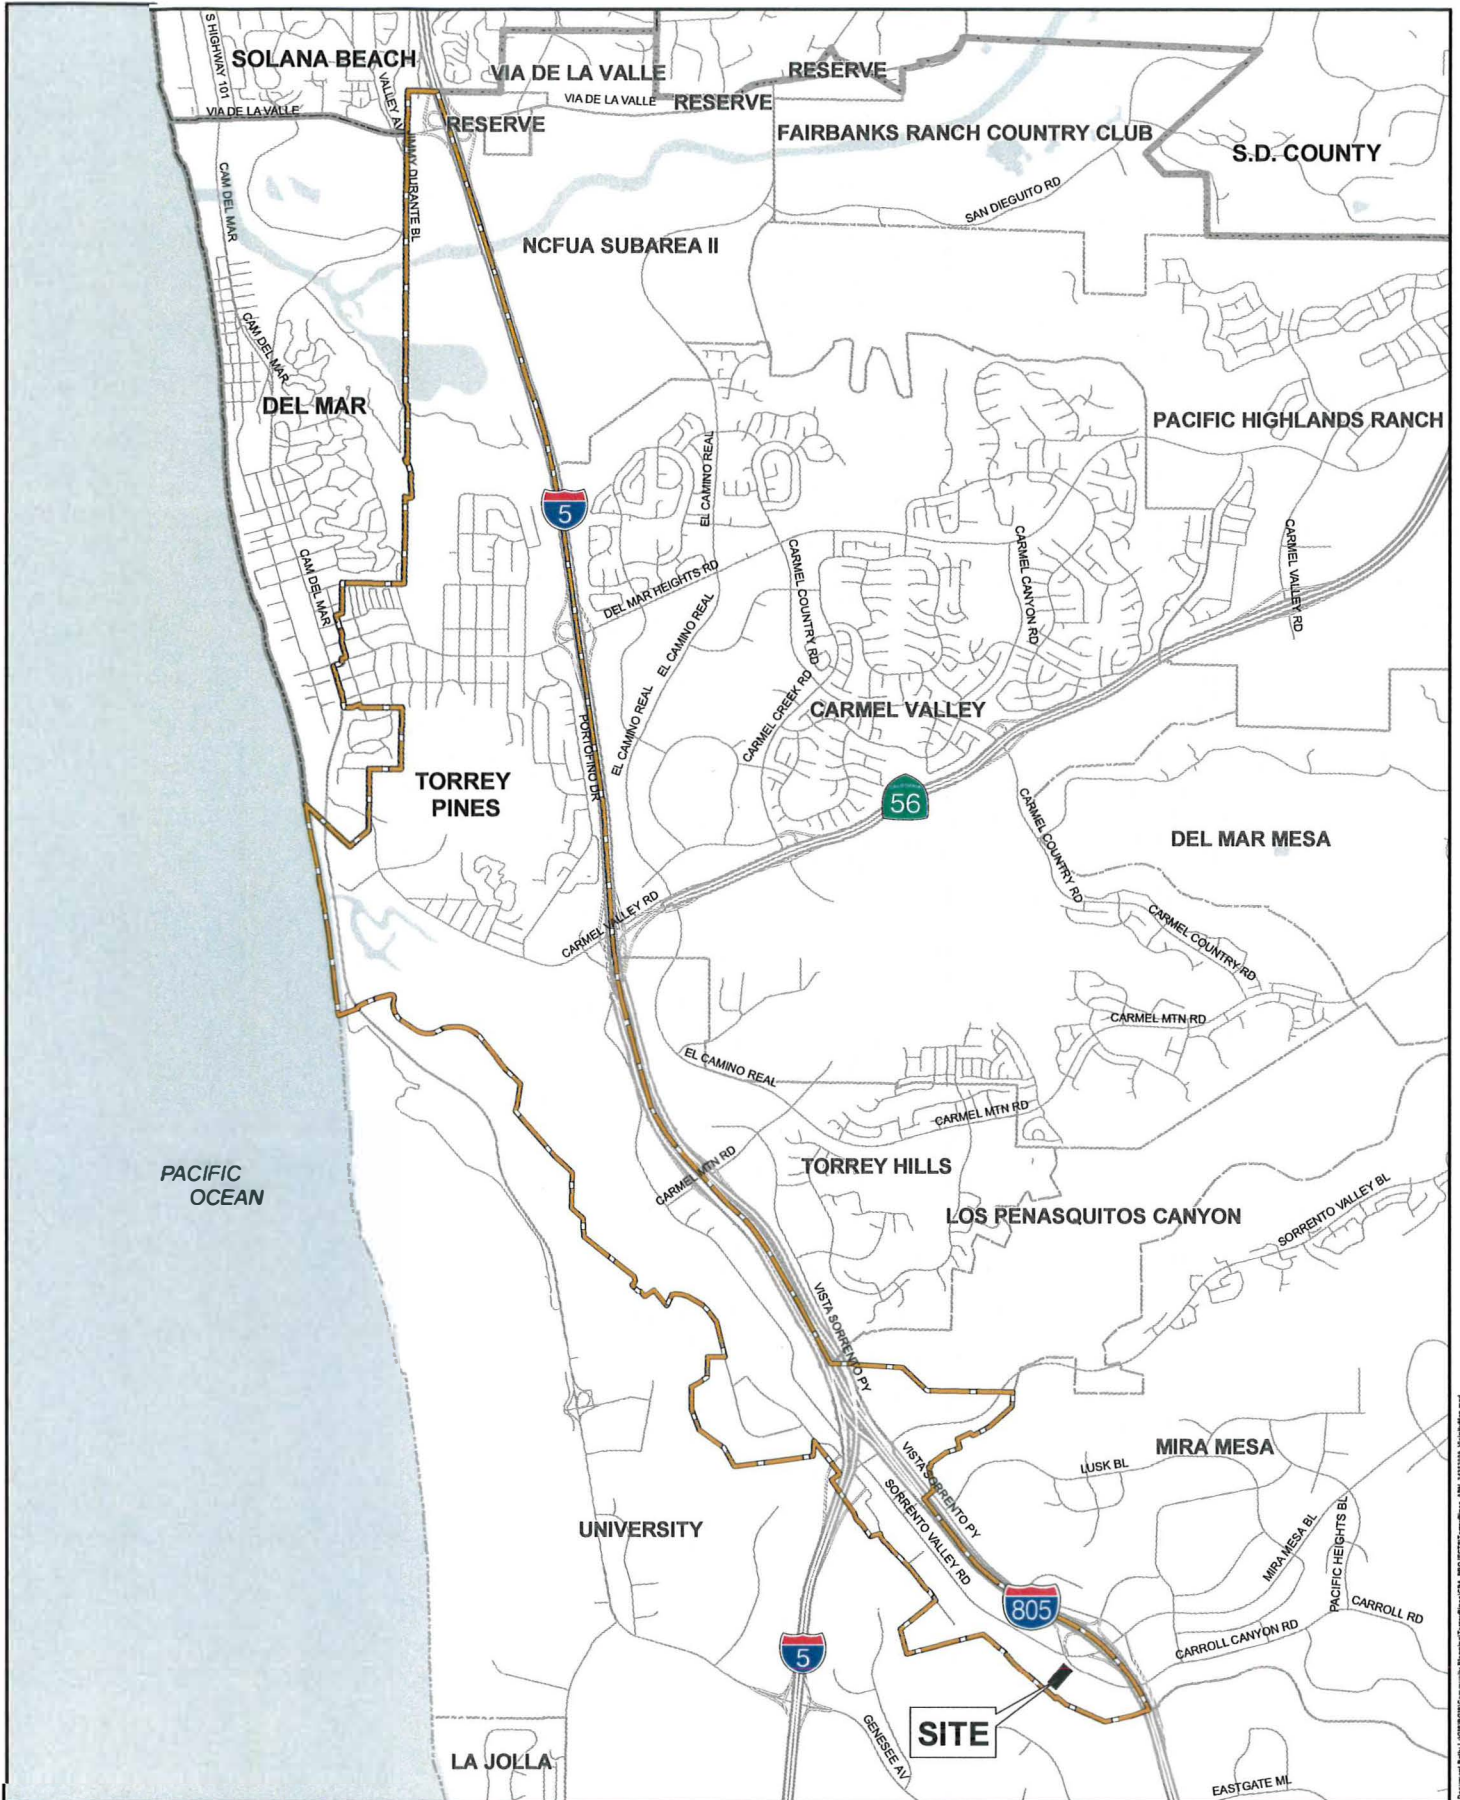 SOLANA BEACH
S HIGHWAY 101
VALLEY AV
VIA DE LA VALLE
VIA DE LA VALLE
RESERVE
VIA DE LA VALLE
RESERVE
RESERVE
FAIRBANKS RANCH COUNTRY CLUB
S.D. COUNTY
JIMMY DURANTE BL
CAM DEL MAR
SAN DIEGUITO RD
NCFUA SUBAREA II
CAM DEL MAR
DEL MAR
PACIFIC HIGHLANDS RANCH
EL CAMINO REAL
5
CAM DEL MAR
DEL MAR HEIGHTS RD
CARMEL COUNTRY RD
CARMEL CANYON RD
CARMEL VALLEY RD
EL CAMINO REAL
EL CAMINO REAL
CARMEL CREEK RD
CARMEL VALLEY
PORTOFINO DR
TORREY
PINES
56
CARMEL COUNTRY RD
DEL MAR MESA
CARMEL VALLEY RD
CARMEL COUNTRY RD
CARMEL MTN RD
EL CAMINO REAL
CARMEL MTN RD
CARMEL MTN RD
TORREY HILLS
PACIFIC
OCEAN
LOS PENASQUITOS CANYON
SORRENTO VALLEY BL
VISTA SORRENTO PY
MIRA MESA
LUSK BL
VISTA SORRENTO PY
SORRENTO VALLEY RD
UNIVERSITY
MIRA MESA BL
PACIFIC HEIGHTS BL
805
CARROLL RD
CARROLL CANYON RD
5
SITE
GENESEE AV
LA JOLLA
EASTGATE ML